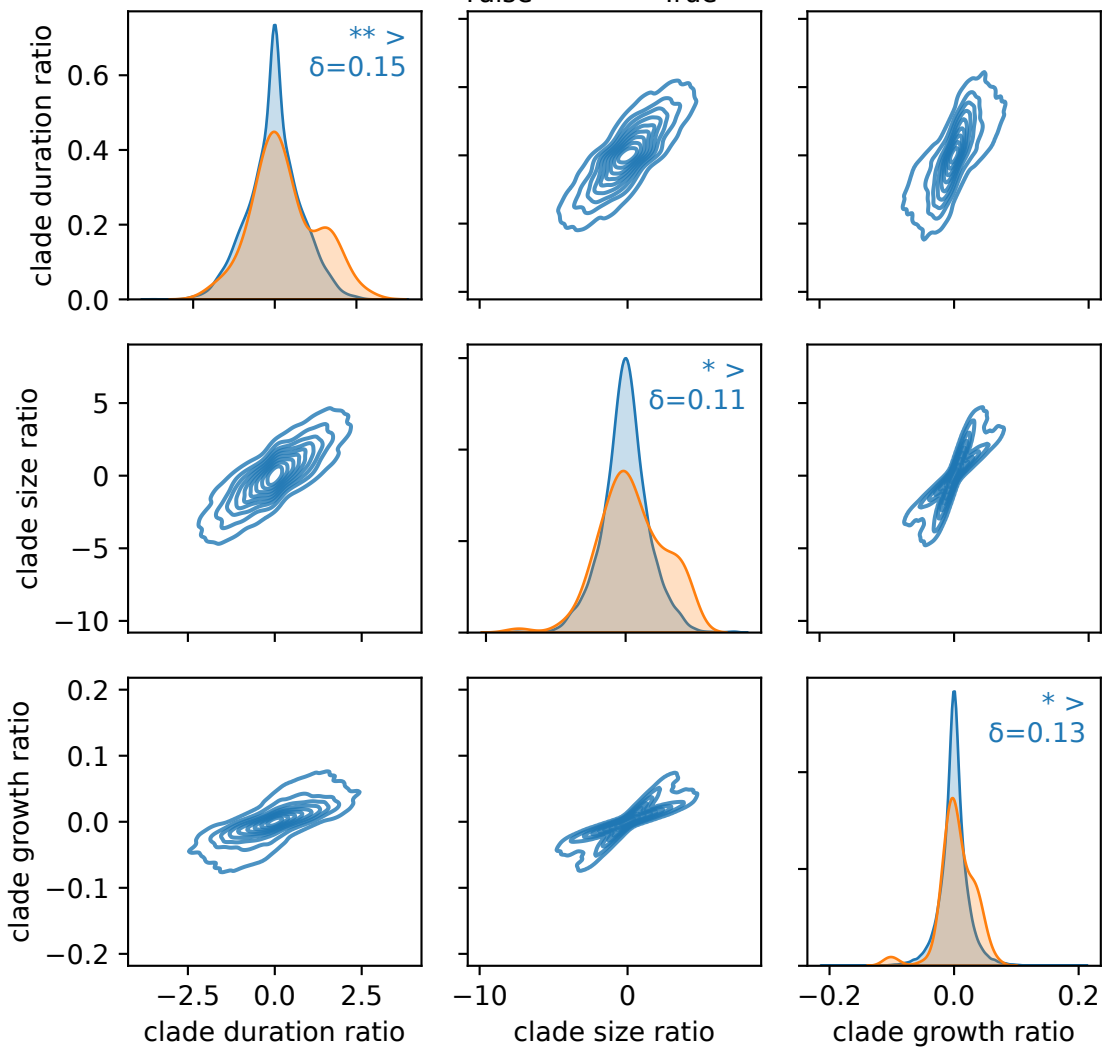 True
clade duration ratio
0.6
0.4
0.2
0.0
** >
δ=0.15
clade size ratio
5
0
−5
−10
* >
δ=0.11
clade growth ratio
0.2
0.1
0.0
−0.1
−0.2
* >
δ=0.13
−2.5
0.0
2.5
−10
0
−0.2
0.0
0.2
clade duration ratio
clade size ratio
clade growth ratio